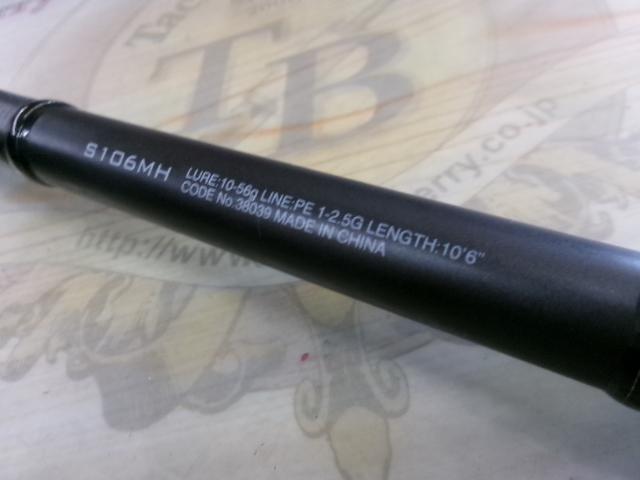 TB
S106MH
LURE:10-56g LINE:PE 1-2.5G LENGTH:10'6"
CODE No.38039 MADE IN CHINA
erry.co.jp
http://www.